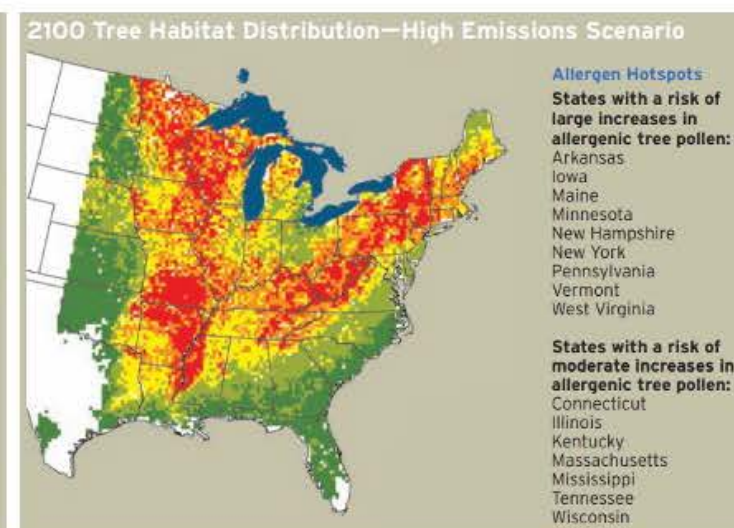 2100 Tree Habitat Distribution—High Emissions Scenario
Allergen Hotspots
States with a risk of
large increases in
allergenic tree pollen:
Arkansas
Iowa
Maine
Minnesota
New Hampshire
New York
Pennsylvania
Vermont
West Virginia
States with a risk of
moderate increases in
allergenic tree pollen:
Connecticut
Illinois
Kentucky
Massachusetts
Mississippi
Tennessee
Wisconsin